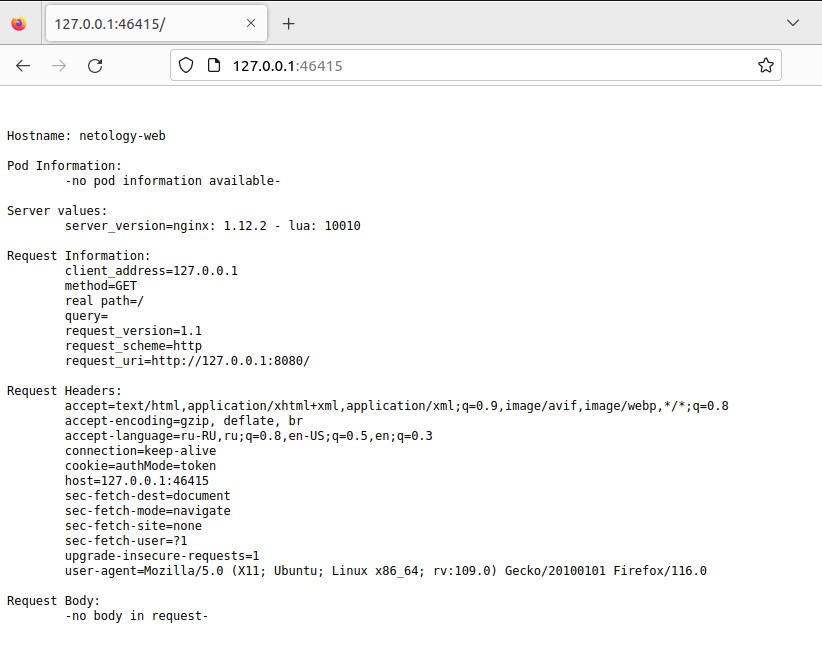 127.0.0.1:46415/
127.0.0.1:46415
Hostname: netology-web
Pod Information:
-no pod information available-
Server values:
server_version=nginx: 1.12.2 - lua: 10010
Request Information:
client_address=127.0.0.1
method=GET
real path=/
query=
request_version=1.1
request_scheme=http
request_uri=http://127.0.0.1:8080/
Request Headers:
accept=text/html,application/xhtml+xml,application/xml;q=0.9,image/avif,image/webp,*/*;q=0.8
accept-encoding=gzip, deflate, br
accept-language=ru-RU,ru;q=0.8,en-US;q=0.5,en;q=0.3
connection=keep-alive
cookie=authMode=token
host=127.0.0.1:46415
sec-fetch-dest=document
sec-fetch-mode=navigate
sec-fetch-site=none
sec-fetch-user=?1
upgrade-insecure-requests=1
user-agent=Mozilla/5.0 (X11; Ubuntu; Linux x86_64; rv:109.0) Gecko/20100101 Firefox/116.0
Request Body:
-no body in request-